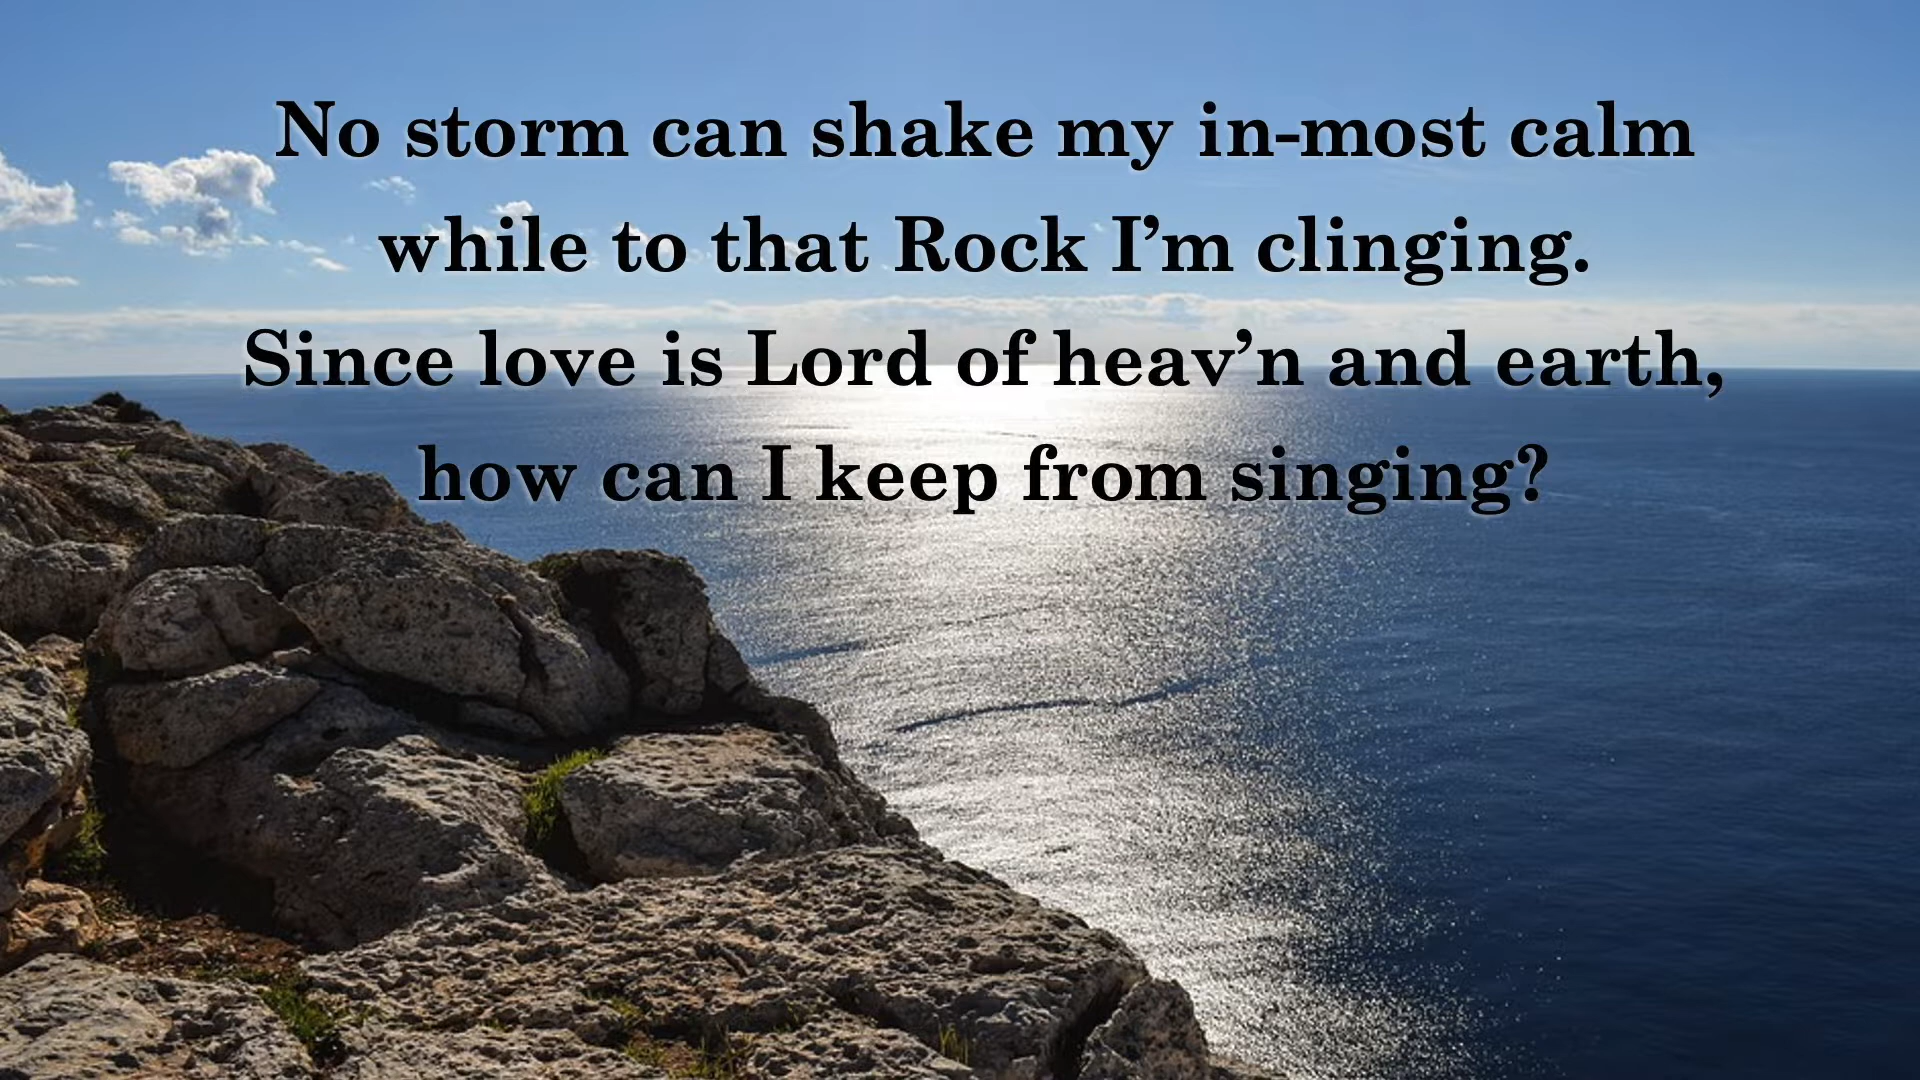 No storm can shake my in-most calm
while to that Rock I’m clinging.
Since love is Lord of heav’n and earth,
how can I keep from singing?